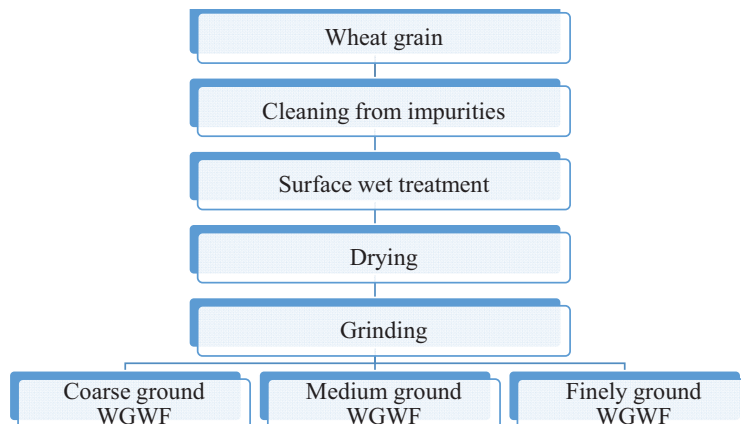 Wheat grain
Cleaning from impurities
Surface wet treatment
Drying
Grinding
Coarse ground
WGWF
Medium ground
WGWF
Finely ground
WGWF